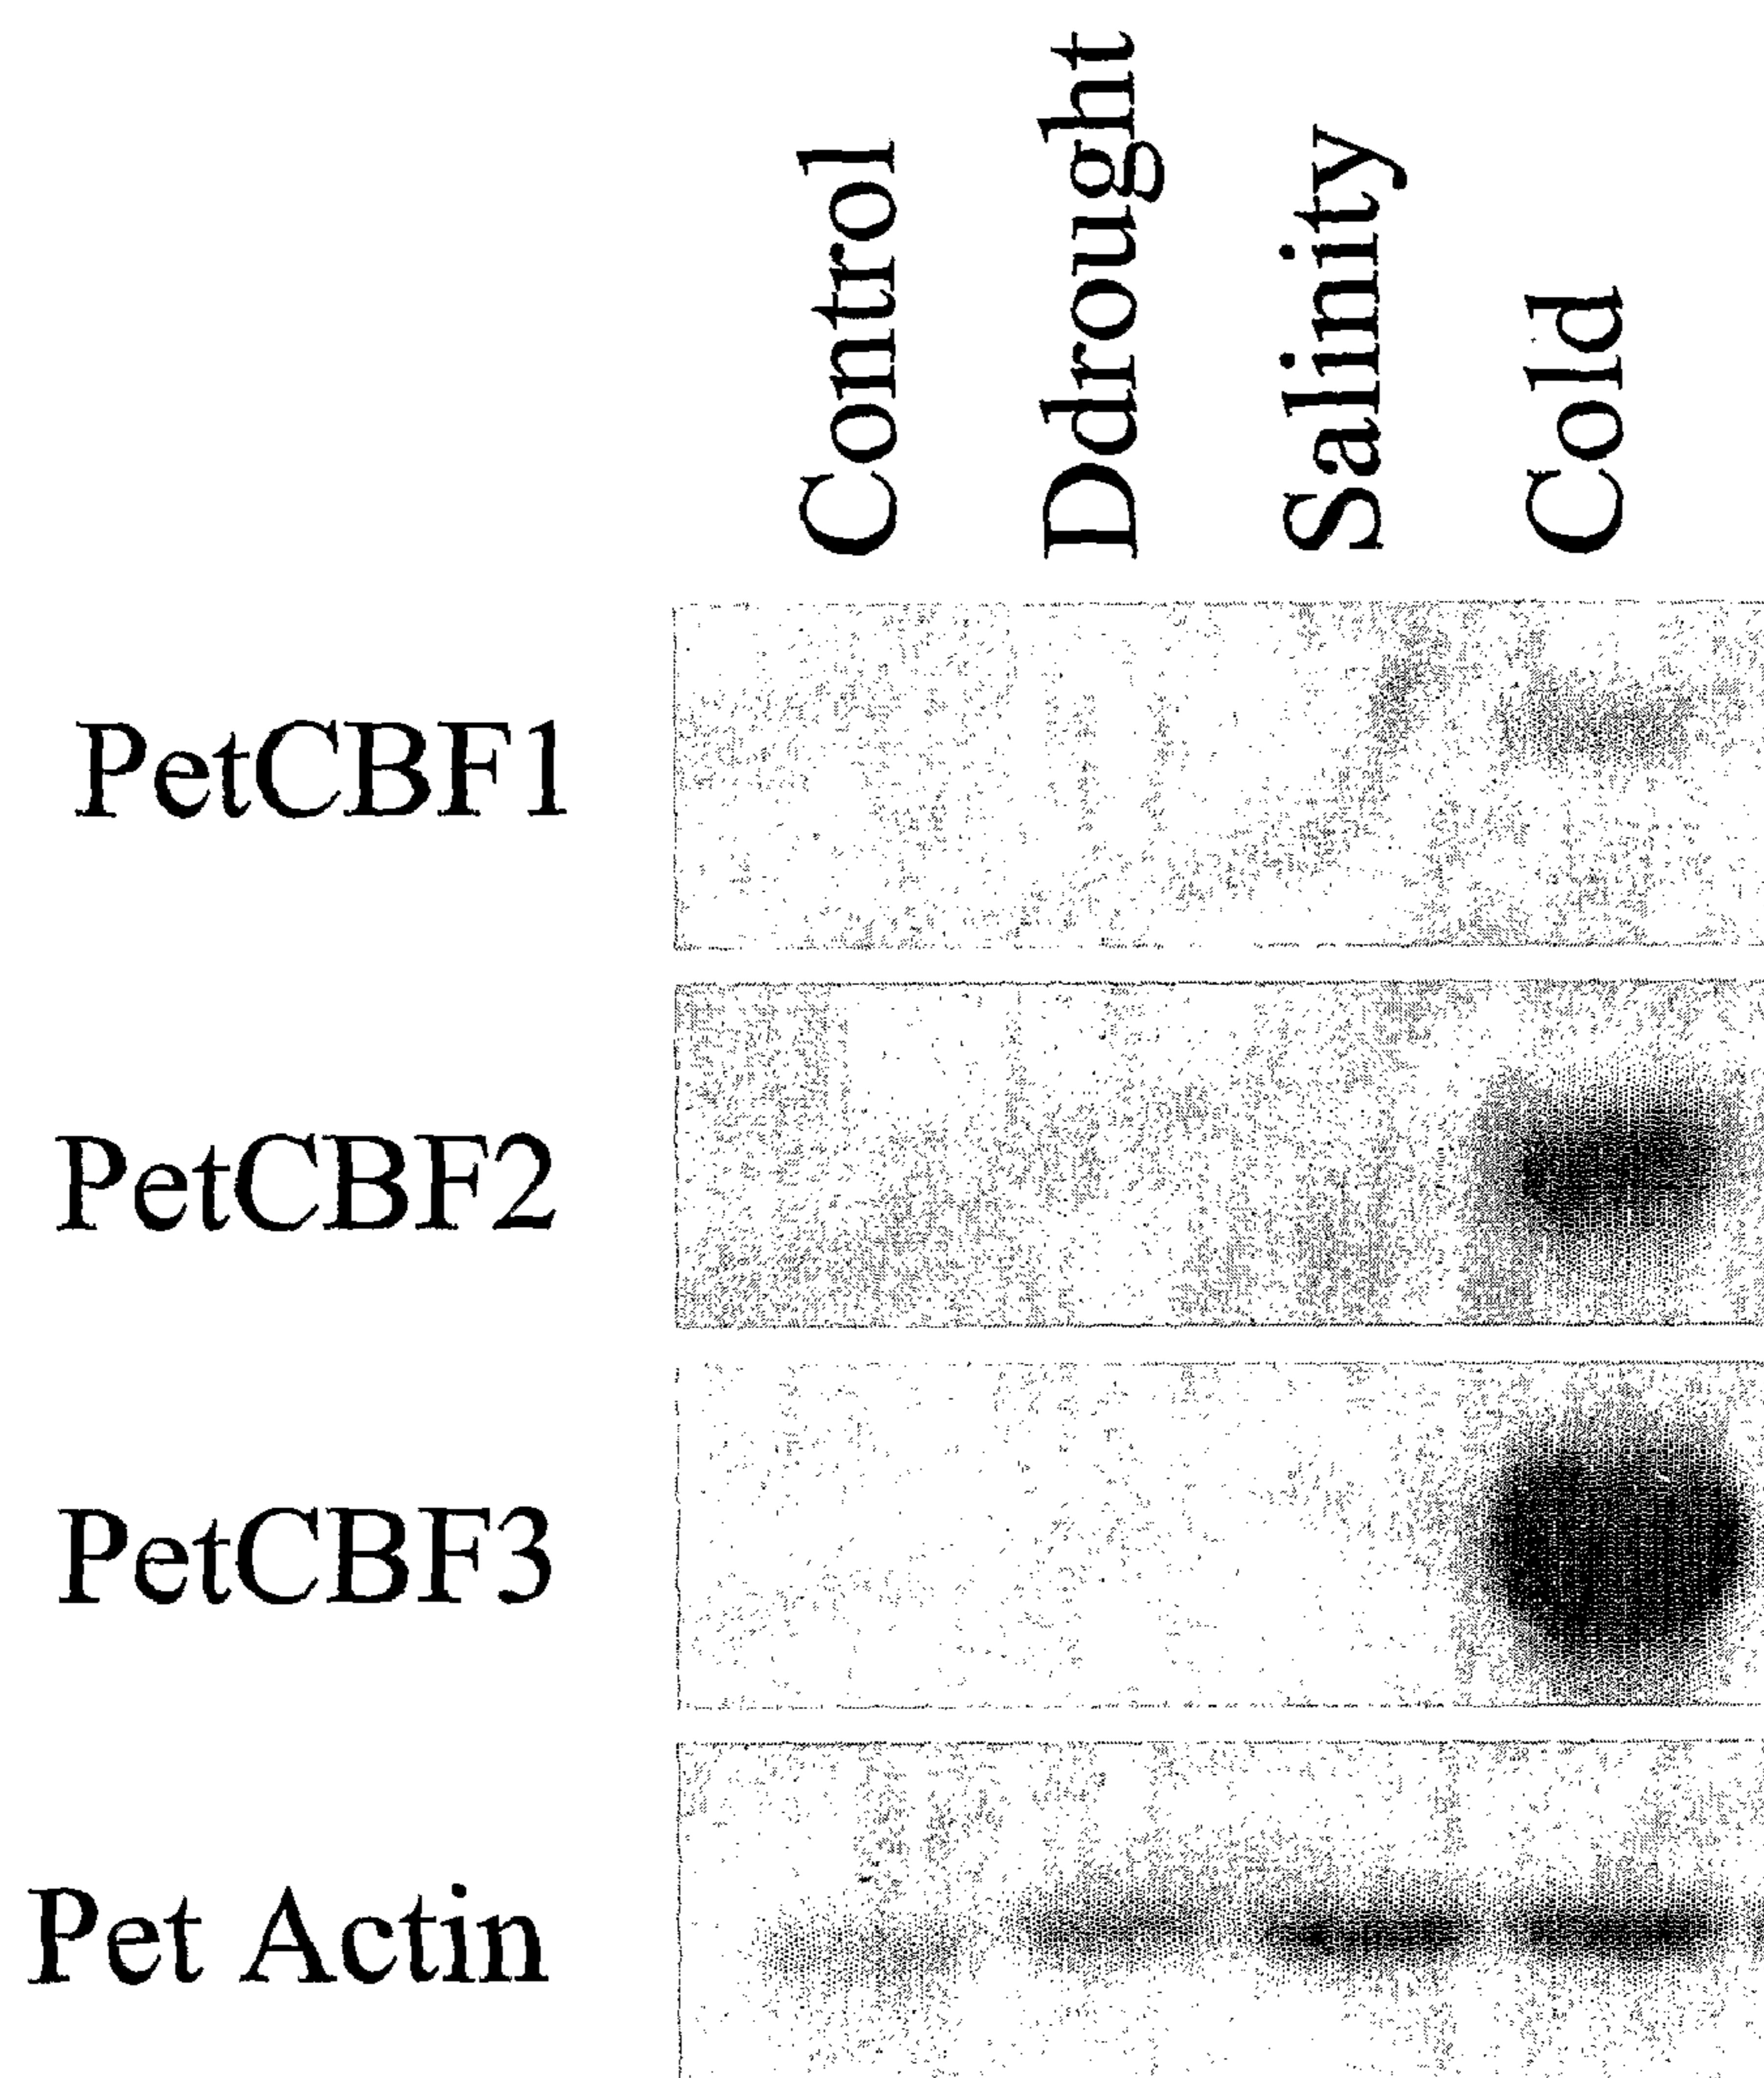 Control
Ddrought
Salinity
Cold
PetCBF1
PetCBF2
PetCBF3
Pet Actin